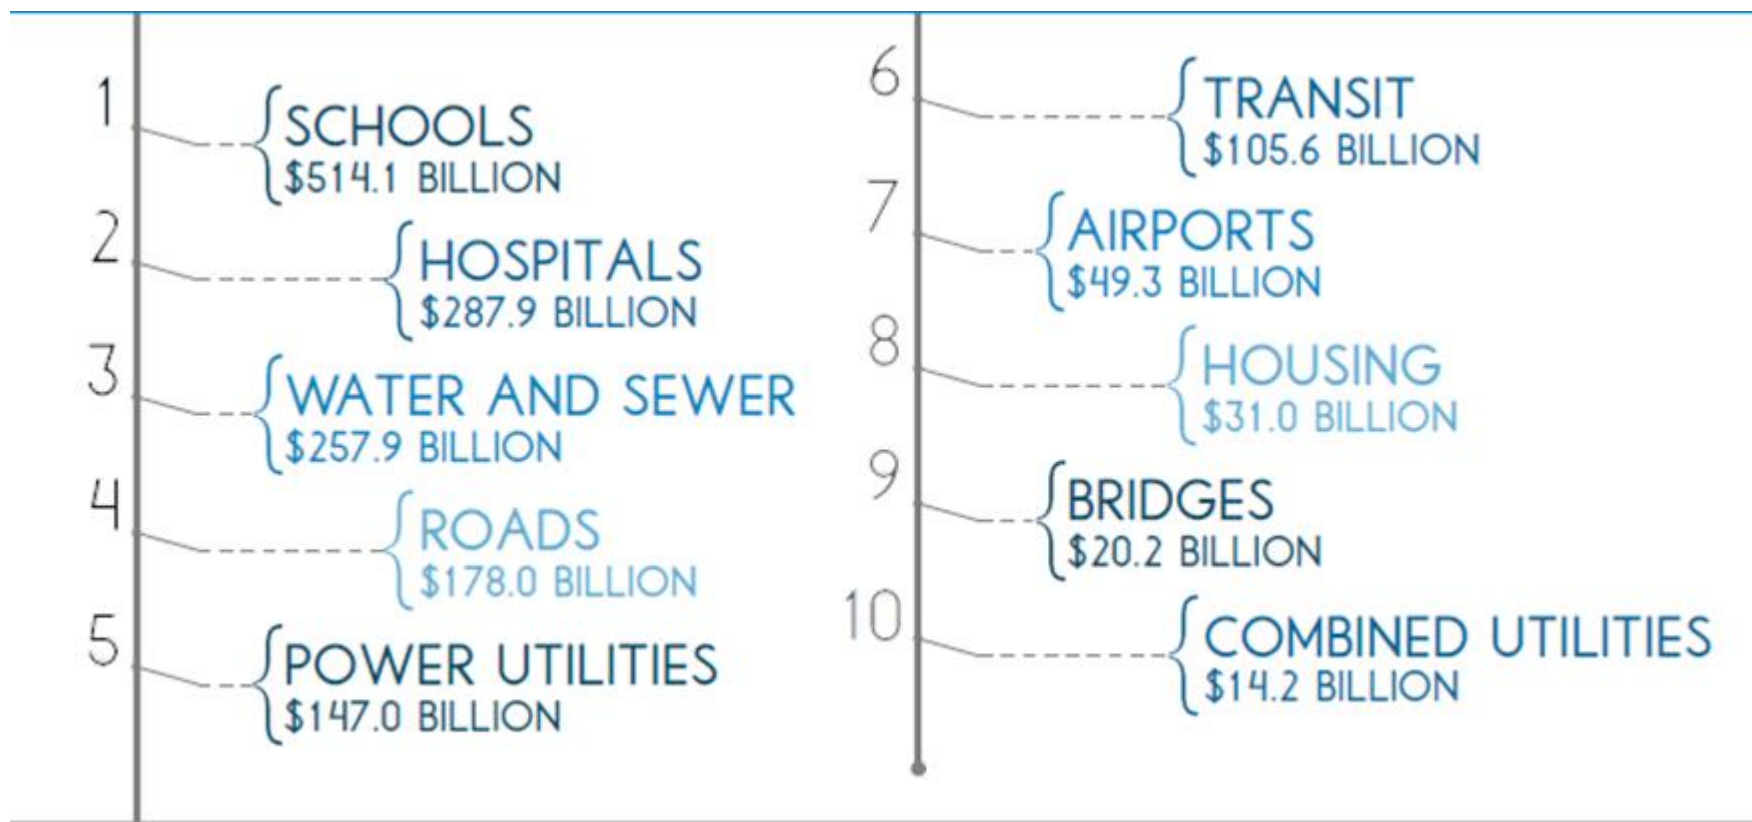 1
SCHOOLS
$514.1 BILLION
2
HOSPITALS
$287.9 BILLION
3
WATER AND SEWER
$257.9 BILLION
4
ROADS
$178.0 BILLION
5
POWER UTILITIES
$147.0 BILLION
6
TRANSIT
$105.6 BILLION
7
AIRPORTS
$49.3 BILLION
8
HOUSING
$31.0 BILLION
9
BRIDGES
$20.2 BILLION
10
COMBINED UTILITIES
$14.2 BILLION